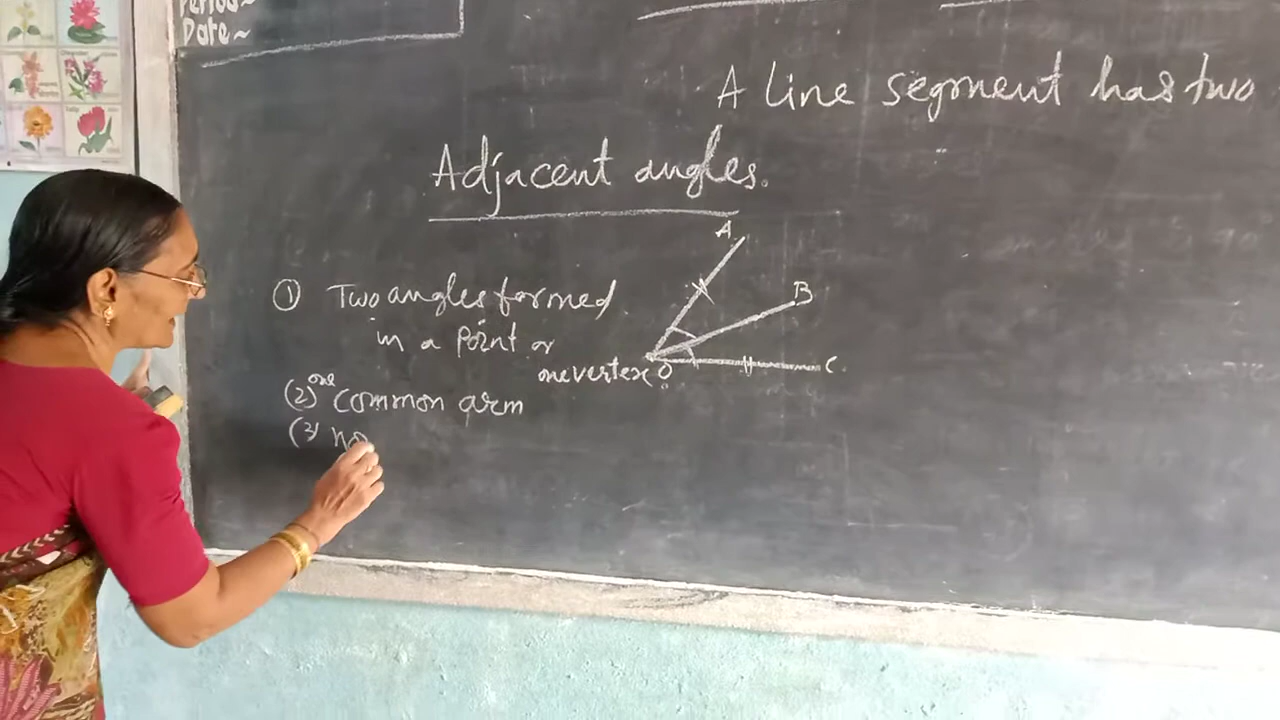 Period~
Date~
A line segment has two
Adjacent angles.
A
B
① Two angles formed
in a point or
one vertex O
C
(2) one common arm
(3) no